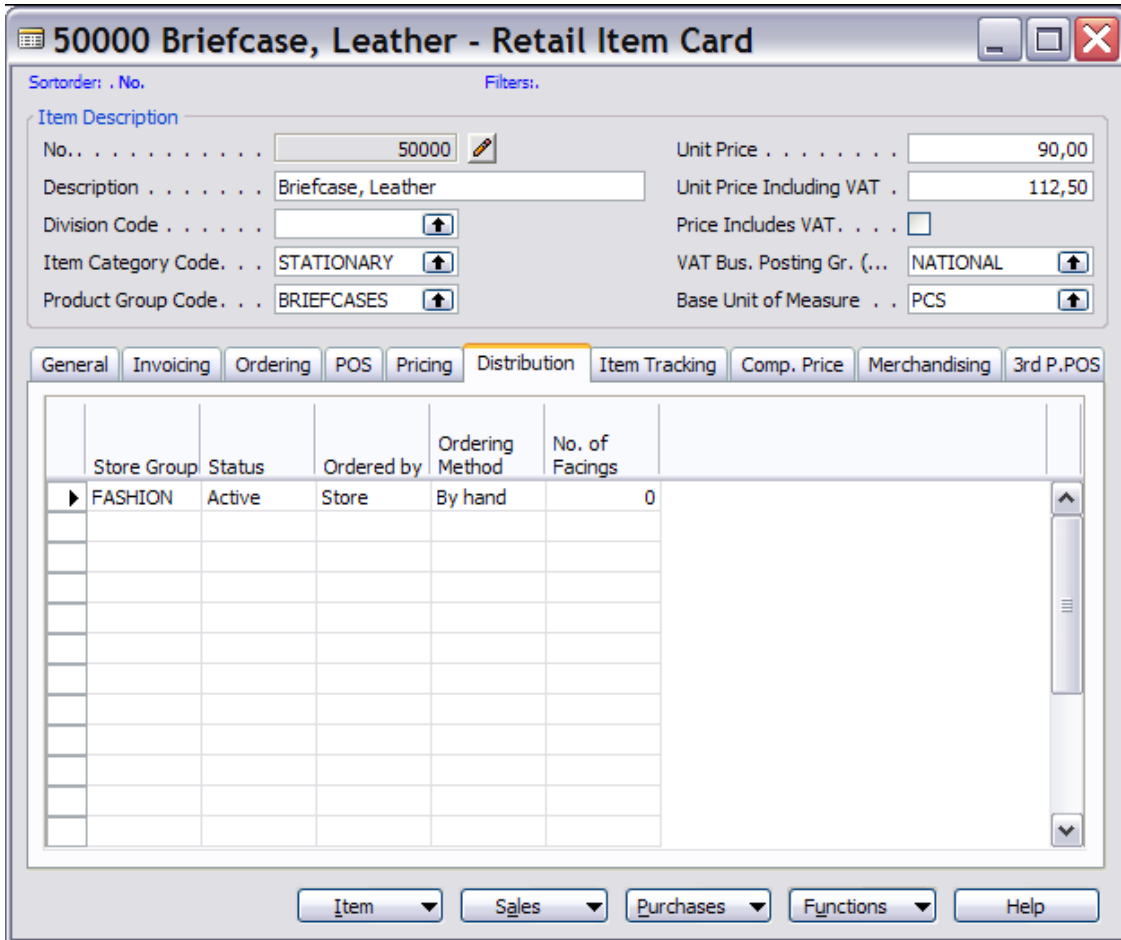 50000 Briefcase, Leather - Retail Item Card
Sortorder: . No. Filters:.
Item Description
No.. . . . . . . . . . . 50000 Unit Price . . . . . . . . 90,00
Description . . . . . . . Briefcase, Leather Unit Price Including VAT . 112,50
Division Code . . . . . . Price Includes VAT. . . .
Item Category Code. . . STATIONARY VAT Bus. Posting Gr. (... NATIONAL
Product Group Code. . . BRIEFCASES Base Unit of Measure . . PCS
General Invoicing Ordering POS Pricing Distribution Item Tracking Comp. Price Merchandising 3rd P.POS
Store Group Status Ordered by Ordering Method No. of Facings
FASHION Active Store By hand 0
Item Sales Purchases Functions Help